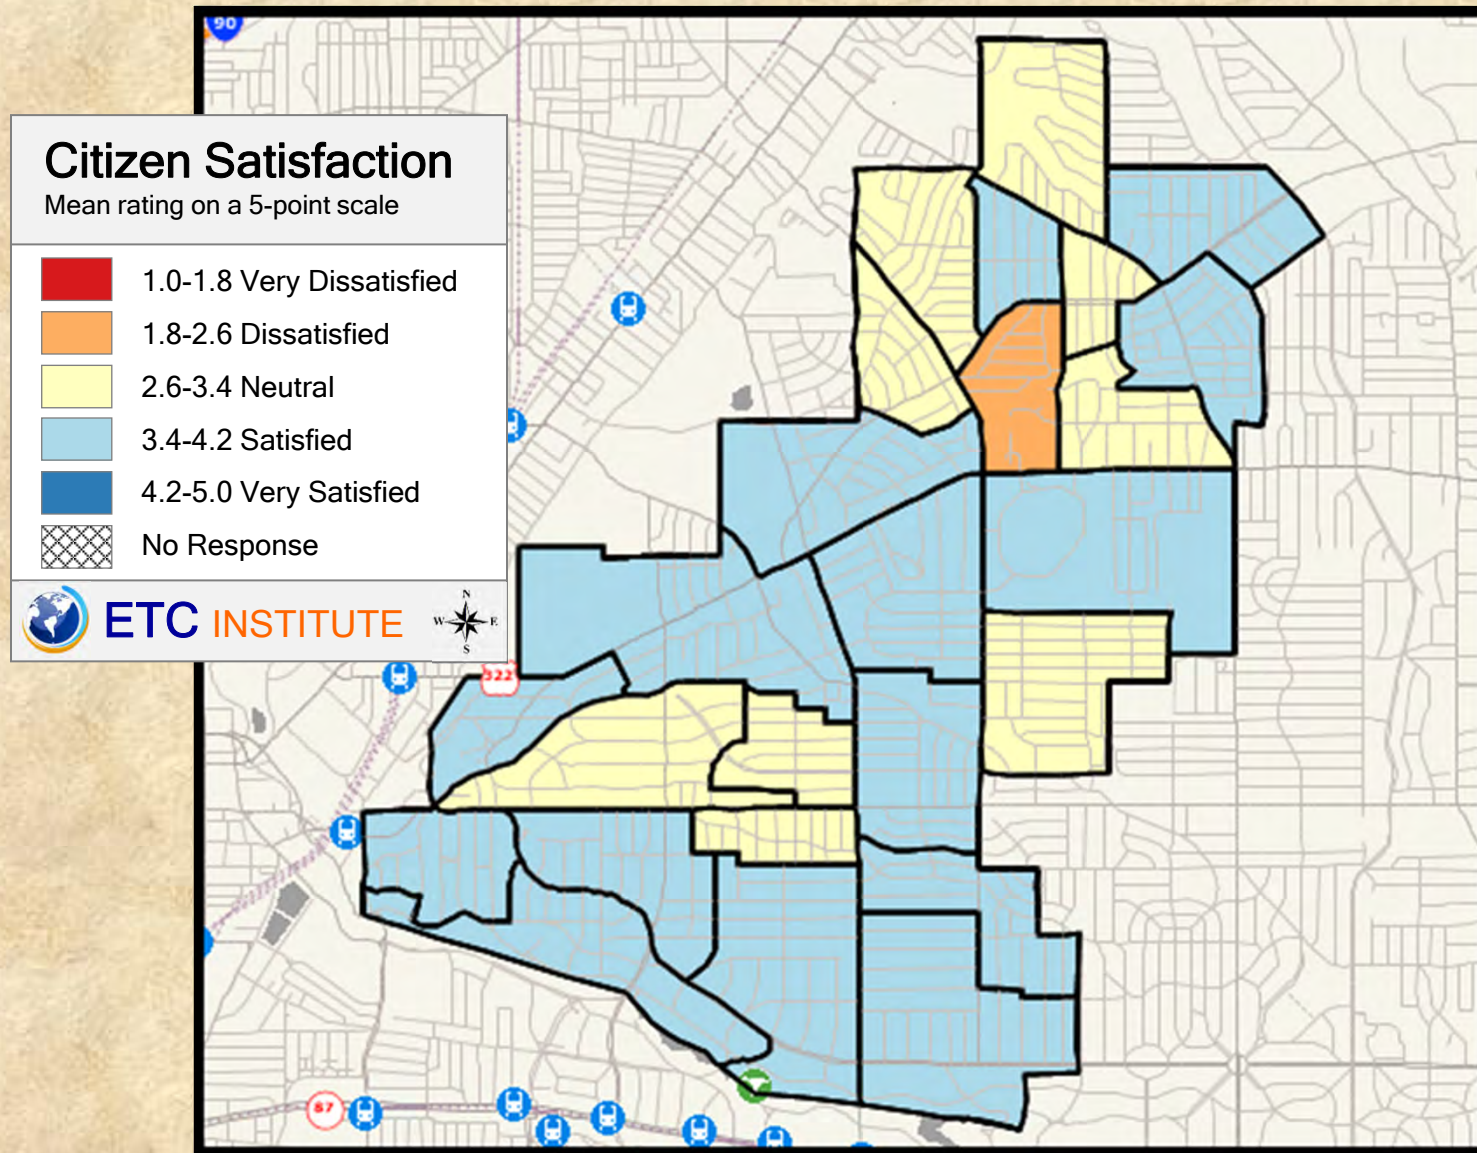 90
Citizen Satisfaction
Mean rating on a 5-point scale
1.0-1.8 Very Dissatisfied
1.8-2.6 Dissatisfied
2.6-3.4 Neutral
3.4-4.2 Satisfied
4.2-5.0 Very Satisfied
No Response
ETC INSTITUTE
N
W E
S
322
87